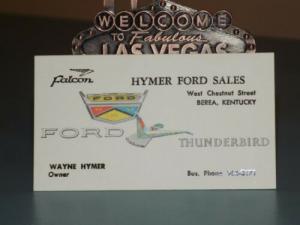 WELCOME
TO Fabulous
LAS VEGAS
Falcon
HYMER FORD SALES
West Chestnut Street
BEREA, KENTUCKY
FORD
FORD
THUNDERBIRD
WAYNE HYMER
Owner
Bus. Phone